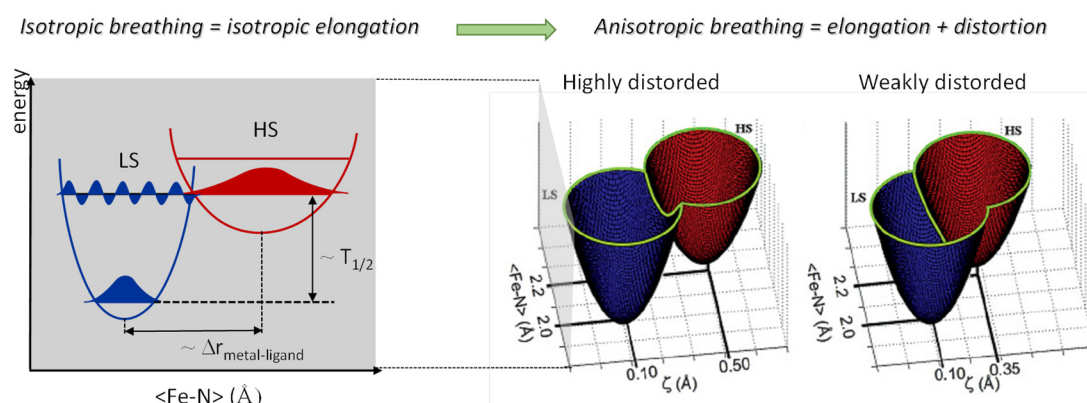 Isotropic breathing = isotropic elongation
Anisotropic breathing = elongation + distortion
energy
LS
HS
~ T1/2
~ Δrmetal-ligand
<Fe-N> (Å)
Highly distorded
LS
HS
<Fe-N> (Å)
2.2
2.0
0.10
0.50
ζ (Å)
Weakly distorded
LS
HS
<Fe-N> (Å)
2.2
2.0
0.10
0.35
ζ (Å)